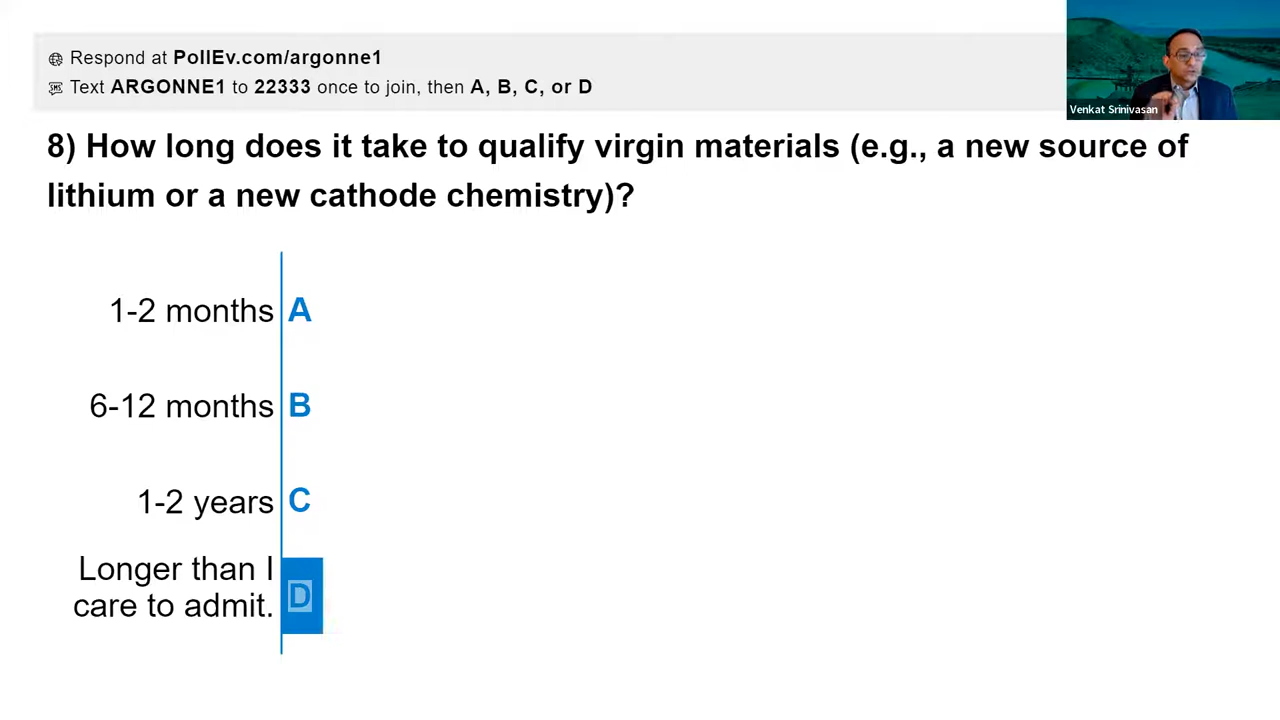 Respond at PollEv.com/argonne1
Text ARGONNE1 to 22333 once to join, then A, B, C, or D
Venkat Srinivasan
8) How long does it take to qualify virgin materials (e.g., a new source of
lithium or a new cathode chemistry)?
1-2 months A
6-12 months B
1-2 years C
Longer than I
care to admit. D